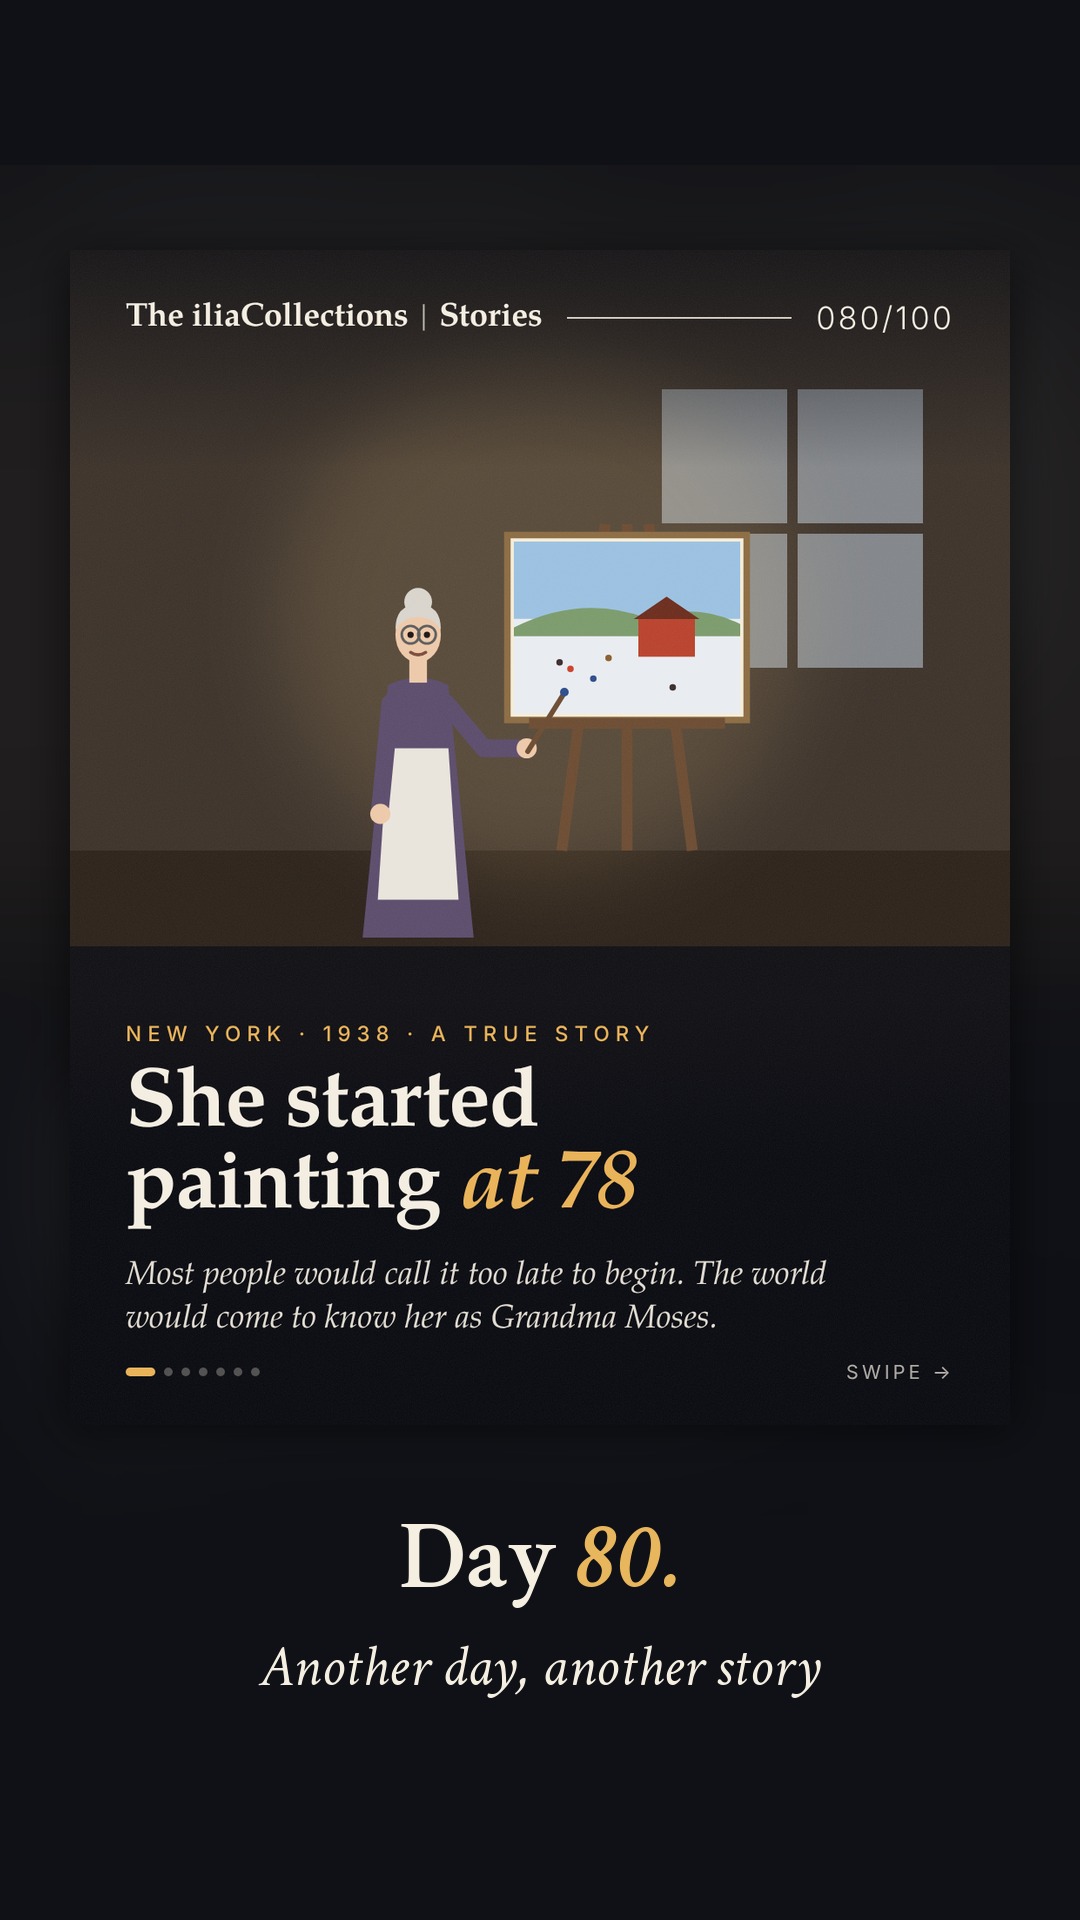 The iliaCollections | Stories 080/100
NEW YORK · 1938 · A TRUE STORY
She started
painting at 78
Most people would call it too late to begin. The world
would come to know her as Grandma Moses.
SWIPE →
Day 80.
Another day, another story